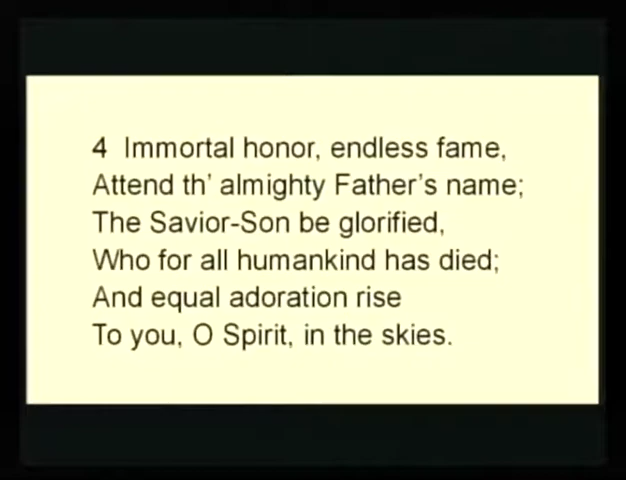 4 Immortal honor, endless fame,
Attend th’ almighty Father’s name;
The Savior-Son be glorified,
Who for all humankind has died;
And equal adoration rise
To you, O Spirit, in the skies.